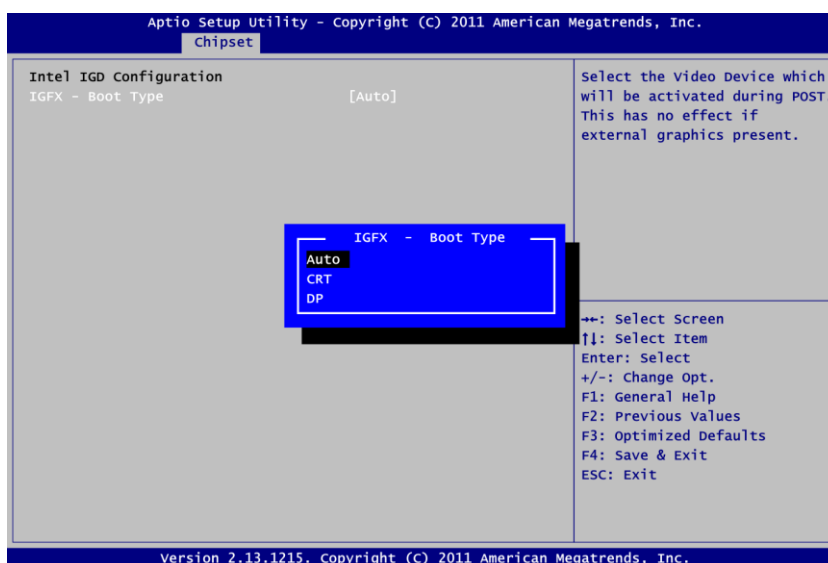 Aptio Setup Utility – Copyright (C) 2011 American Megatrends, Inc.
Chipset
Intel IGD Configuration
IGFX – Boot Type [Auto]
Select the Video Device which
will be activated during POST
This has no effect if
external graphics present.
IGFX – Boot Type
Auto
CRT
DP
→←: Select Screen
↑↓: Select Item
Enter: Select
+/-: Change Opt.
F1: General Help
F2: Previous Values
F3: Optimized Defaults
F4: Save & Exit
ESC: Exit
Version 2.13.1215. Copyright (C) 2011 American Megatrends, Inc.